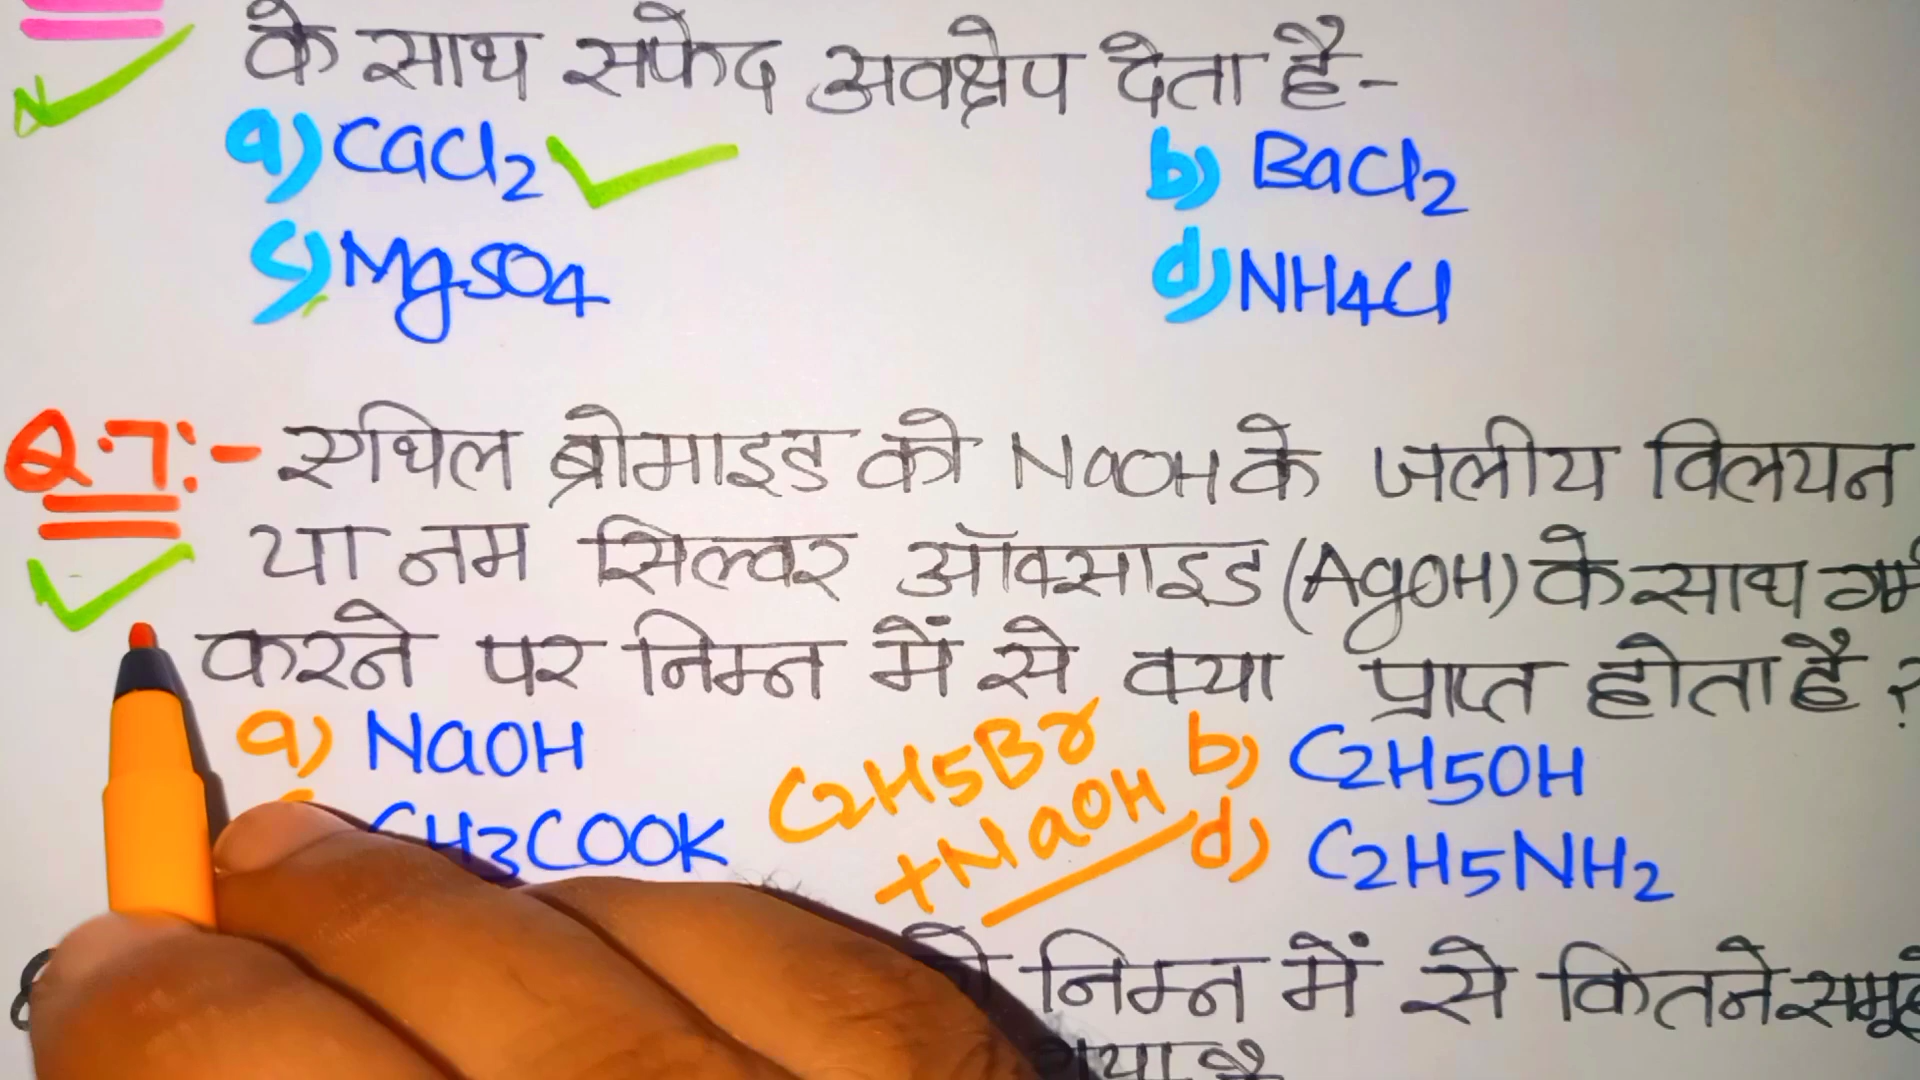 के साथ सफेद अवक्षेप देता है-
a) CaCl2
b) BaCl2
c) MgSO4
d) NH4Cl
Q.7:- एथिल ब्रोमाइड को NaOH के जलीय विलयन
या नम सिल्वर ऑक्साइड (AgOH) के साथ गर्म
करने पर निम्न में से क्या प्राप्त होता है?
a) NaOH
b) C2H5OH
CH3COOK
d) C2H5NH2
C2H5Br
+NaOH
निम्न में से कितने